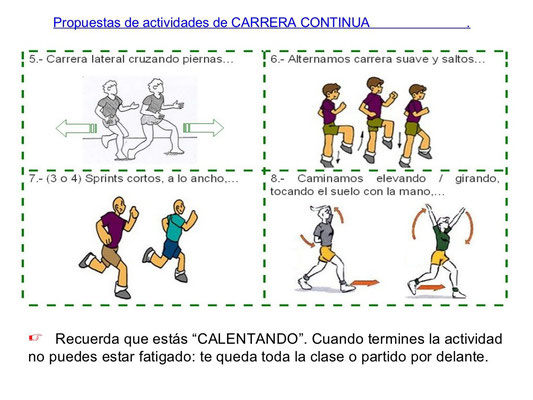 Propuestas de actividades de CARRERA CONTINUA .
5.- Carrera lateral cruzando piernas…
6.- Alternamos carrera suave y saltos…
7.- (3 o 4) Sprints cortos, a lo ancho,…
8.- Caminamos elevando / girando,
tocando el suelo con la mano,…
☞ Recuerda que estás “CALENTANDO”. Cuando termines la actividad
no puedes estar fatigado: te queda toda la clase o partido por delante.